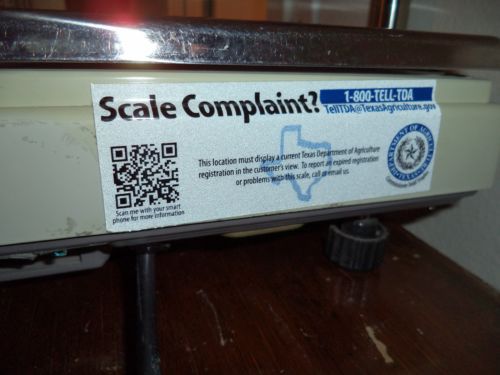 Scale Complaint?
1-800-TELL-TDA
TellTDA@TexasAgriculture.gov
This location must display a current Texas Department of Agriculture
registration in the customer's view. To report an expired registration
or problems with this scale, call or email us.
Scan me with your smart
phone for more information